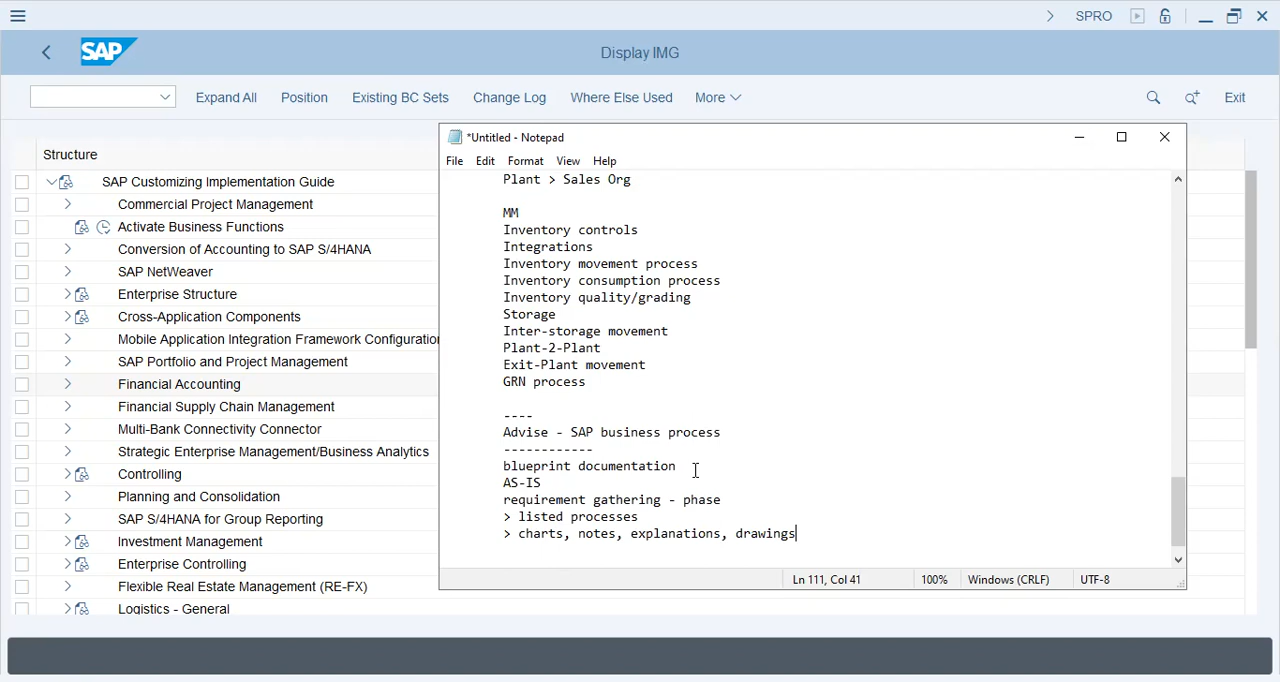 SPRO
SAP
Display IMG
Expand All
Position
Existing BC Sets
Change Log
Where Else Used
More
Exit
Structure
SAP Customizing Implementation Guide
Commercial Project Management
Activate Business Functions
Conversion of Accounting to SAP S/4HANA
SAP NetWeaver
Enterprise Structure
Cross-Application Components
Mobile Application Integration Framework Configuration
SAP Portfolio and Project Management
Financial Accounting
Financial Supply Chain Management
Multi-Bank Connectivity Connector
Strategic Enterprise Management/Business Analytics
Controlling
Planning and Consolidation
SAP S/4HANA for Group Reporting
Investment Management
Enterprise Controlling
Flexible Real Estate Management (RE-FX)
Logistics - General
*Untitled - Notepad
File Edit Format View Help
Plant > Sales Org
MM
Inventory controls
Integrations
Inventory movement process
Inventory consumption process
Inventory quality/grading
Storage
Inter-storage movement
Plant-2-Plant
Exit-Plant movement
GRN process
----
Advise - SAP business process
------------
blueprint documentation
AS-IS
requirement gathering - phase
> listed processes
> charts, notes, explanations, drawings
Ln 111, Col 41
100%
Windows (CRLF)
UTF-8